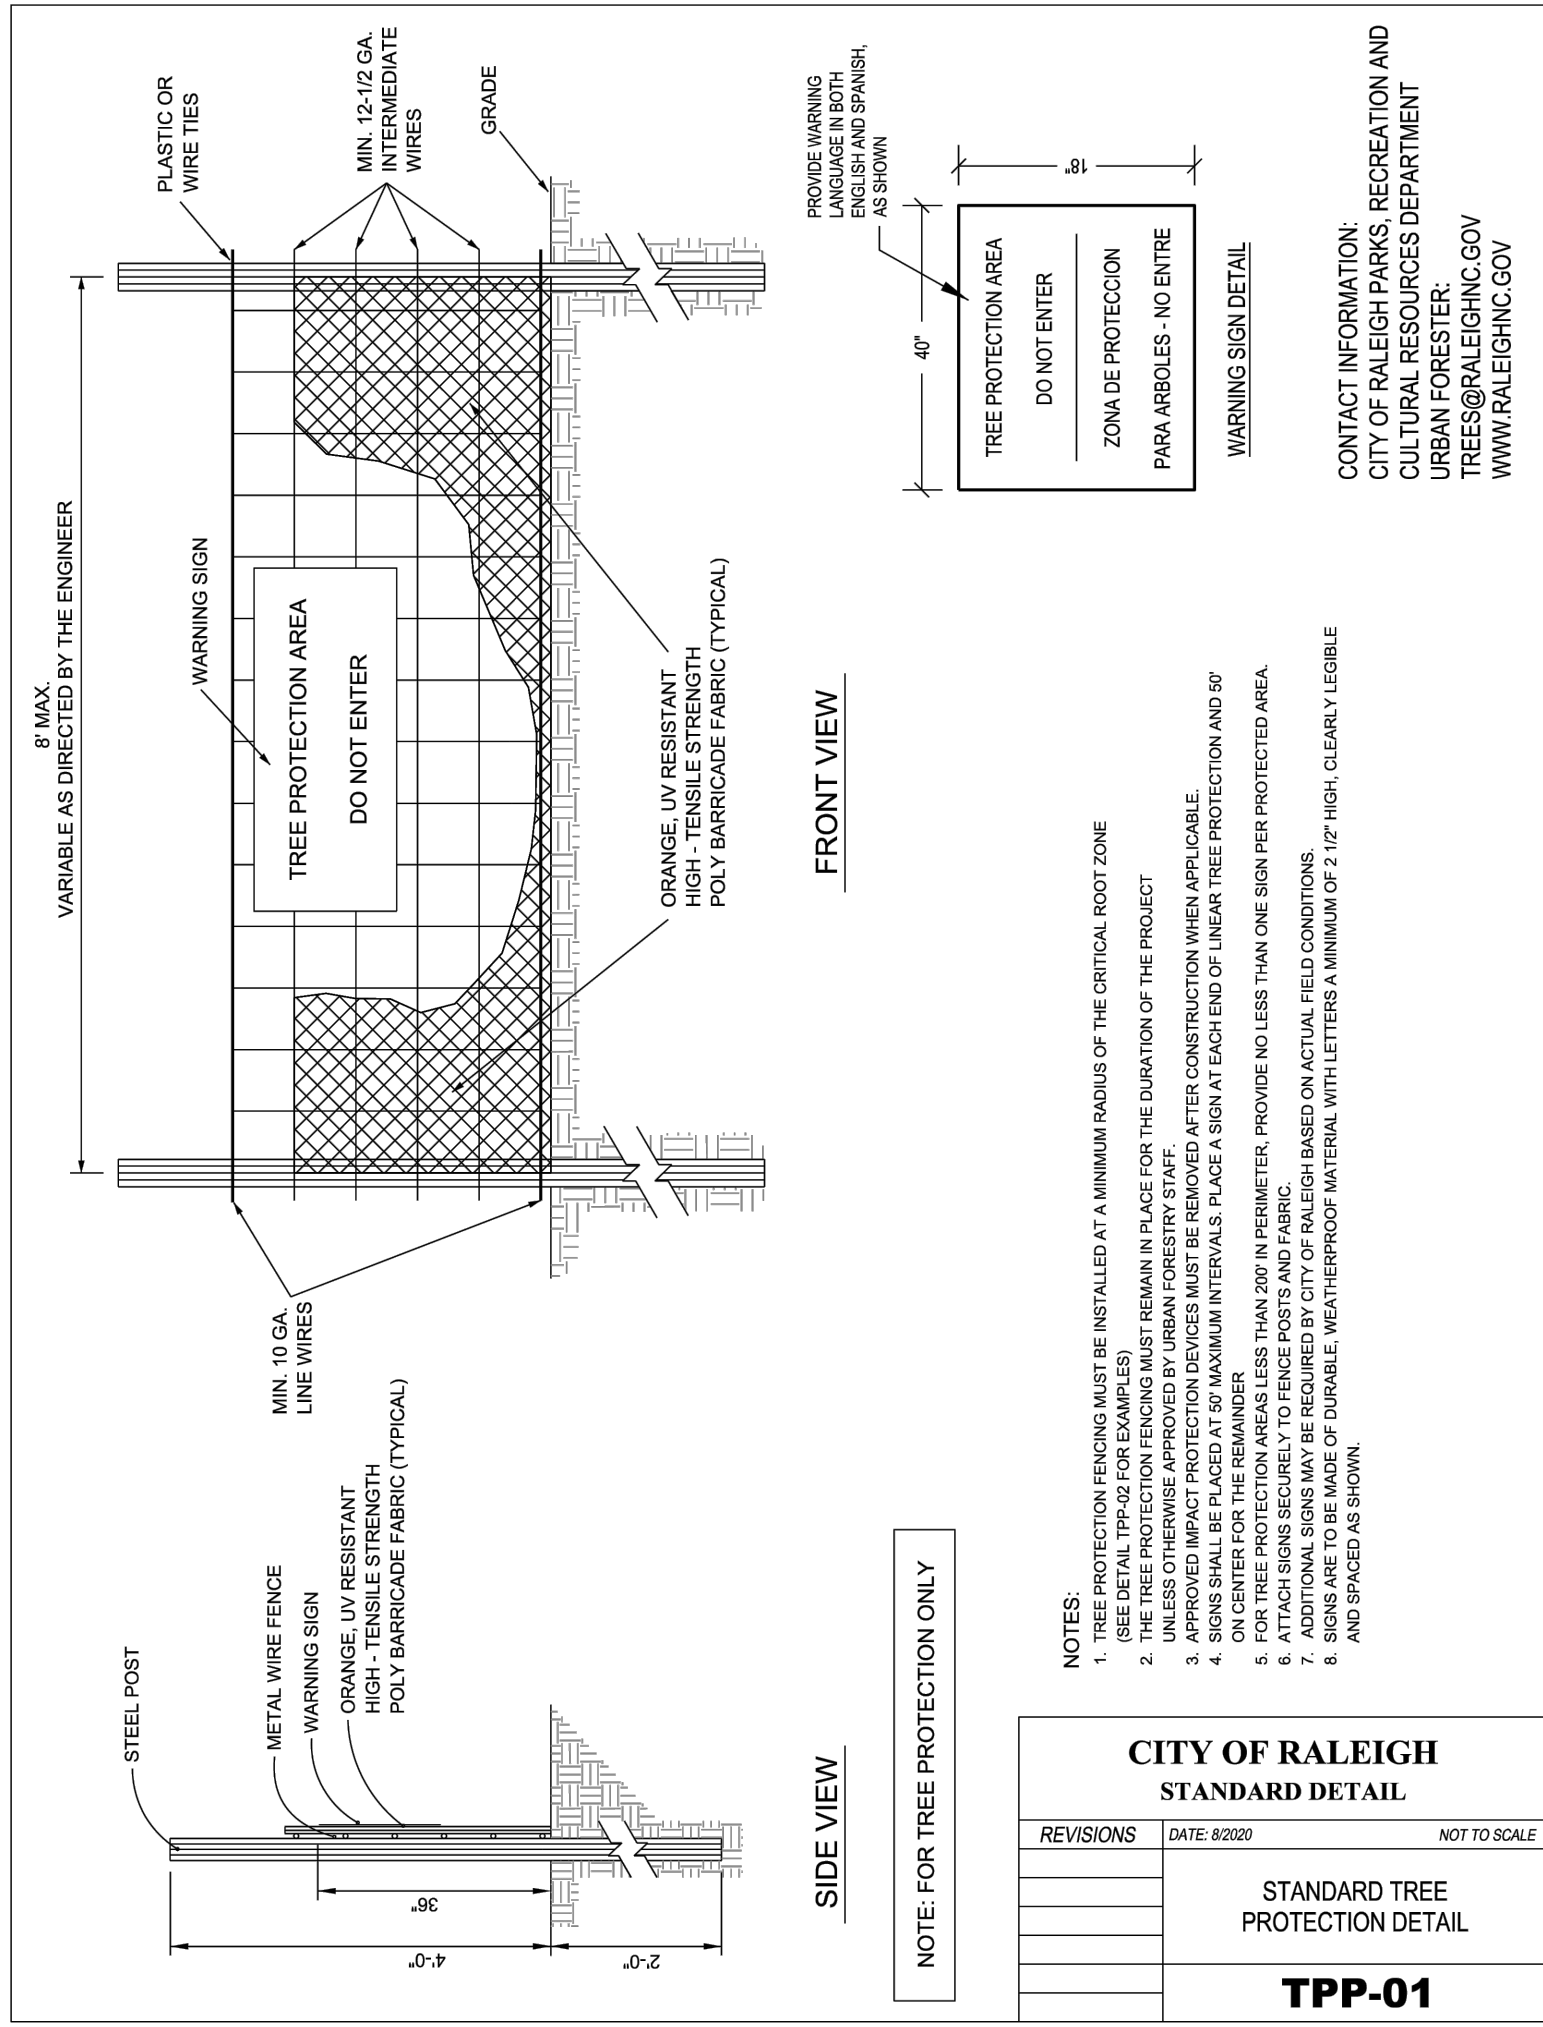 8' MAX.
VARIABLE AS DIRECTED BY THE ENGINEER
PLASTIC OR
WIRE TIES
WARNING SIGN
MIN. 12-1/2 GA.
INTERMEDIATE
WIRES
GRADE
TREE PROTECTION AREA
DO NOT ENTER
MIN. 10 GA.
LINE WIRES
ORANGE, UV RESISTANT
HIGH - TENSILE STRENGTH
POLY BARRICADE FABRIC (TYPICAL)
FRONT VIEW
STEEL POST
METAL WIRE FENCE
WARNING SIGN
ORANGE, UV RESISTANT
HIGH - TENSILE STRENGTH
POLY BARRICADE FABRIC (TYPICAL)
36"
4'-0"
2'-0"
SIDE VIEW
NOTE: FOR TREE PROTECTION ONLY
PROVIDE WARNING
LANGUAGE IN BOTH
ENGLISH AND SPANISH,
AS SHOWN
40"
18"
TREE PROTECTION AREA
DO NOT ENTER
ZONA DE PROTECCION
PARA ARBOLES - NO ENTRE
WARNING SIGN DETAIL
NOTES:
1. TREE PROTECTION FENCING MUST BE INSTALLED AT A MINIMUM RADIUS OF THE CRITICAL ROOT ZONE
(SEE DETAIL TPP-02 FOR EXAMPLES)
2. THE TREE PROTECTION FENCING MUST REMAIN IN PLACE FOR THE DURATION OF THE PROJECT
UNLESS OTHERWISE APPROVED BY URBAN FORESTRY STAFF.
3. APPROVED IMPACT PROTECTION DEVICES MUST BE REMOVED AFTER CONSTRUCTION WHEN APPLICABLE.
4. SIGNS SHALL BE PLACED AT 50' MAXIMUM INTERVALS. PLACE A SIGN AT EACH END OF LINEAR TREE PROTECTION AND 50'
ON CENTER FOR THE REMAINDER
5. FOR TREE PROTECTION AREAS LESS THAN 200' IN PERIMETER, PROVIDE NO LESS THAN ONE SIGN PER PROTECTED AREA.
6. ATTACH SIGNS SECURELY TO FENCE POSTS AND FABRIC.
7. ADDITIONAL SIGNS MAY BE REQUIRED BY CITY OF RALEIGH BASED ON ACTUAL FIELD CONDITIONS.
8. SIGNS ARE TO BE MADE OF DURABLE, WEATHERPROOF MATERIAL WITH LETTERS A MINIMUM OF 2 1/2" HIGH, CLEARLY LEGIBLE
AND SPACED AS SHOWN.
CONTACT INFORMATION:
CITY OF RALEIGH PARKS, RECREATION AND
CULTURAL RESOURCES DEPARTMENT
URBAN FORESTER:
TREES@RALEIGHNC.GOV
WWW.RALEIGHNC.GOV
CITY OF RALEIGH
STANDARD DETAIL
REVISIONS
DATE: 8/2020
NOT TO SCALE
STANDARD TREE
PROTECTION DETAIL
TPP-01